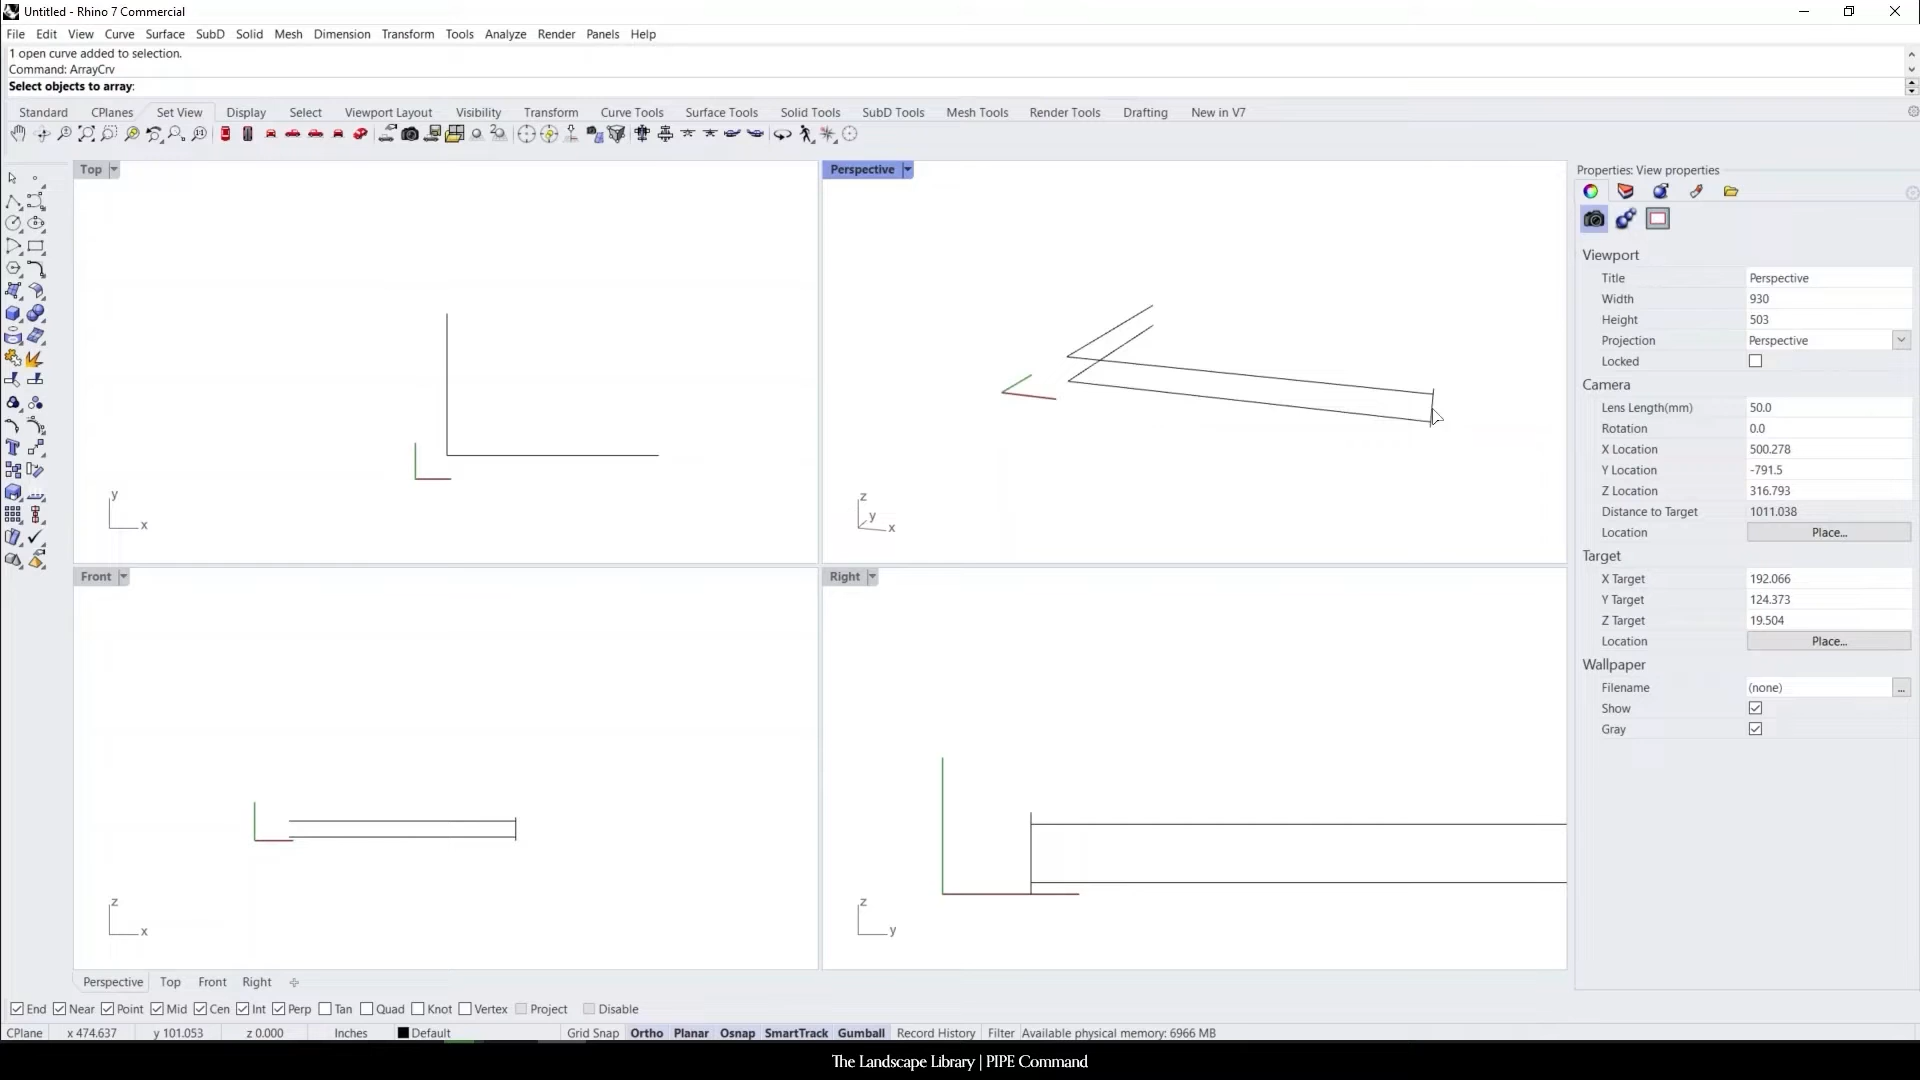 Untitled - Rhino 7 Commercial
File Edit View Curve Surface SubD Solid Mesh Dimension Transform Tools Analyze Render Panels Help
1 open curve added to selection.
Command: ArrayCrv
Select objects to array:
Standard CPlanes Set View Display Select Viewport Layout Visibility Transform Curve Tools Surface Tools Solid Tools SubD Tools Mesh Tools Render Tools Drafting New in V7
Top
Perspective
y
x
z
y
x
Front
Right
z
x
z
y
Properties: View properties
Viewport
Title Perspective
Width 930
Height 503
Projection Perspective
Locked
Camera
Lens Length(mm) 50.0
Rotation 0.0
X Location 500.278
Y Location -791.5
Z Location 316.793
Distance to Target 1011.038
Location Place...
Target
X Target 192.066
Y Target 124.373
Z Target 19.504
Location Place...
Wallpaper
Filename (none) ...
Show
Gray
Perspective Top Front Right
End Near Point Mid Cen Int Perp Tan Quad Knot Vertex Project Disable
CPlane x 474.637 y 101.053 z 0.000 Inches Default Grid Snap Ortho Planar Osnap SmartTrack Gumball Record History Filter Available physical memory: 6966 MB
The Landscape Library | PIPE Command